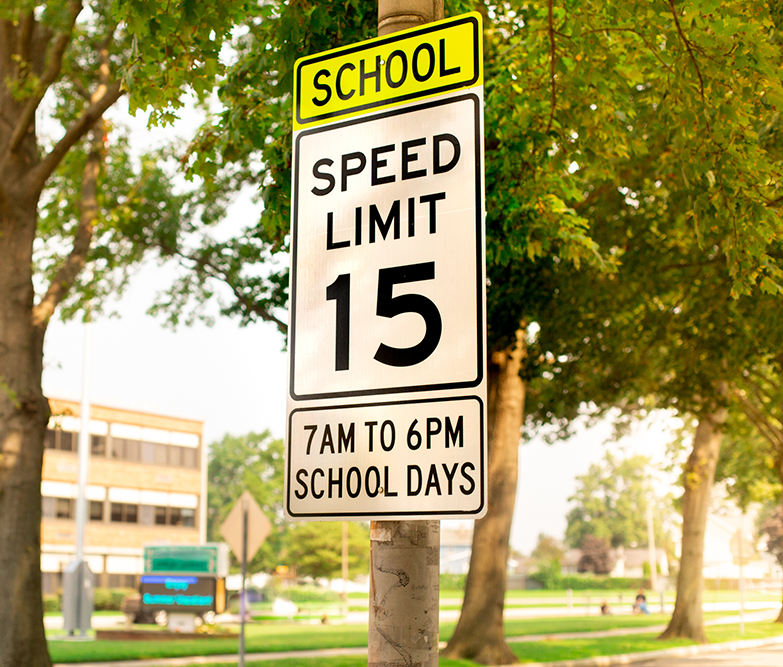 SCHOOL
SPEED
LIMIT
15
7AM TO 6PM
SCHOOL DAYS